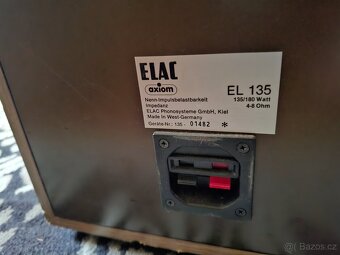 ELAC
axiom
EL 135
Nenn-Impulsbelastbarkeit
135/180 Watt
Impedanz
4-8 Ohm
ELAC Phonosysteme GmbH, Kiel
Made in West-Germany
Geräte-Nr.: 135 - 01482 *
Bazos.cz